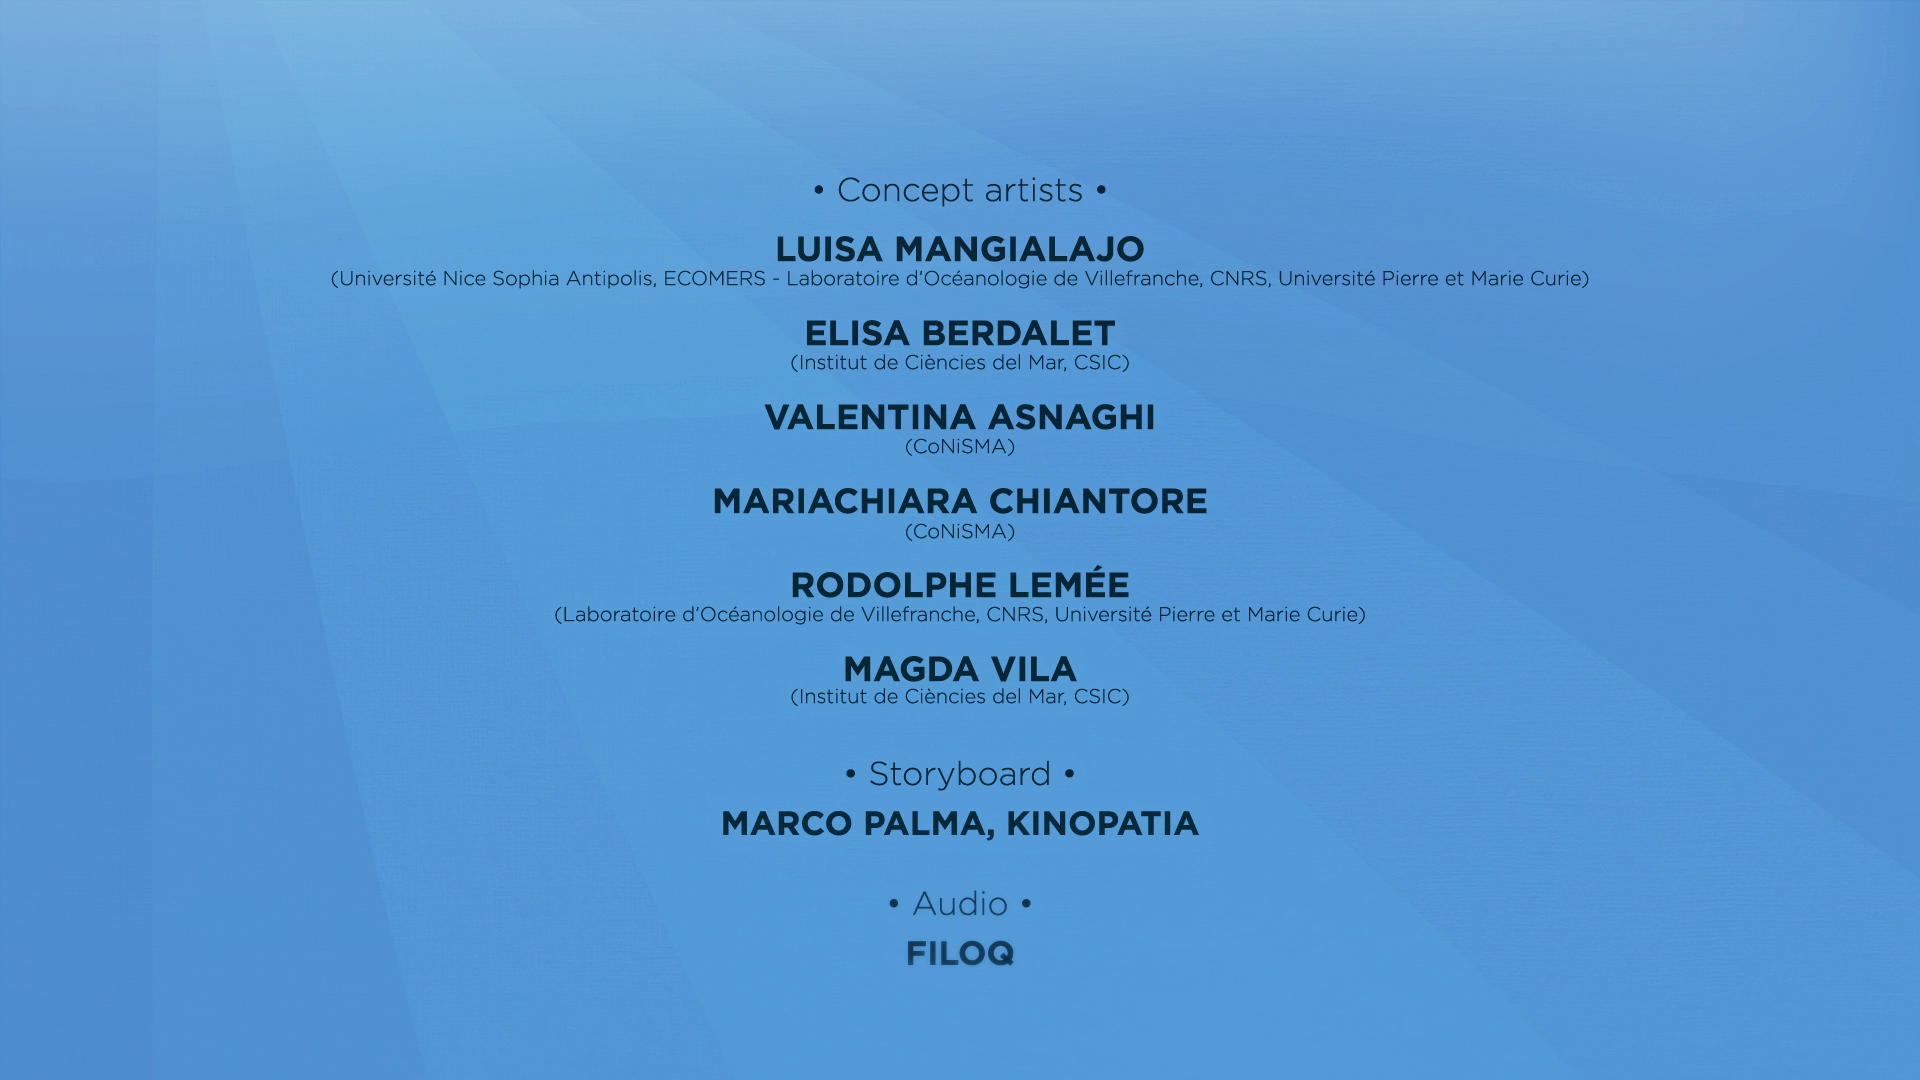 • Concept artists •
LUISA MANGIALAJO
(Université Nice Sophia Antipolis, ECOMERS - Laboratoire d'Océanologie de Villefranche, CNRS, Université Pierre et Marie Curie)
ELISA BERDALET
(Institut de Ciències del Mar, CSIC)
VALENTINA ASNAGHI
(CoNiSMA)
MARIACHIARA CHIANTORE
(CoNiSMA)
RODOLPHE LEMÉE
(Laboratoire d'Océanologie de Villefranche, CNRS, Université Pierre et Marie Curie)
MAGDA VILA
(Institut de Ciències del Mar, CSIC)
• Storyboard •
MARCO PALMA, KINOPATIA
• Audio •
FILOQ